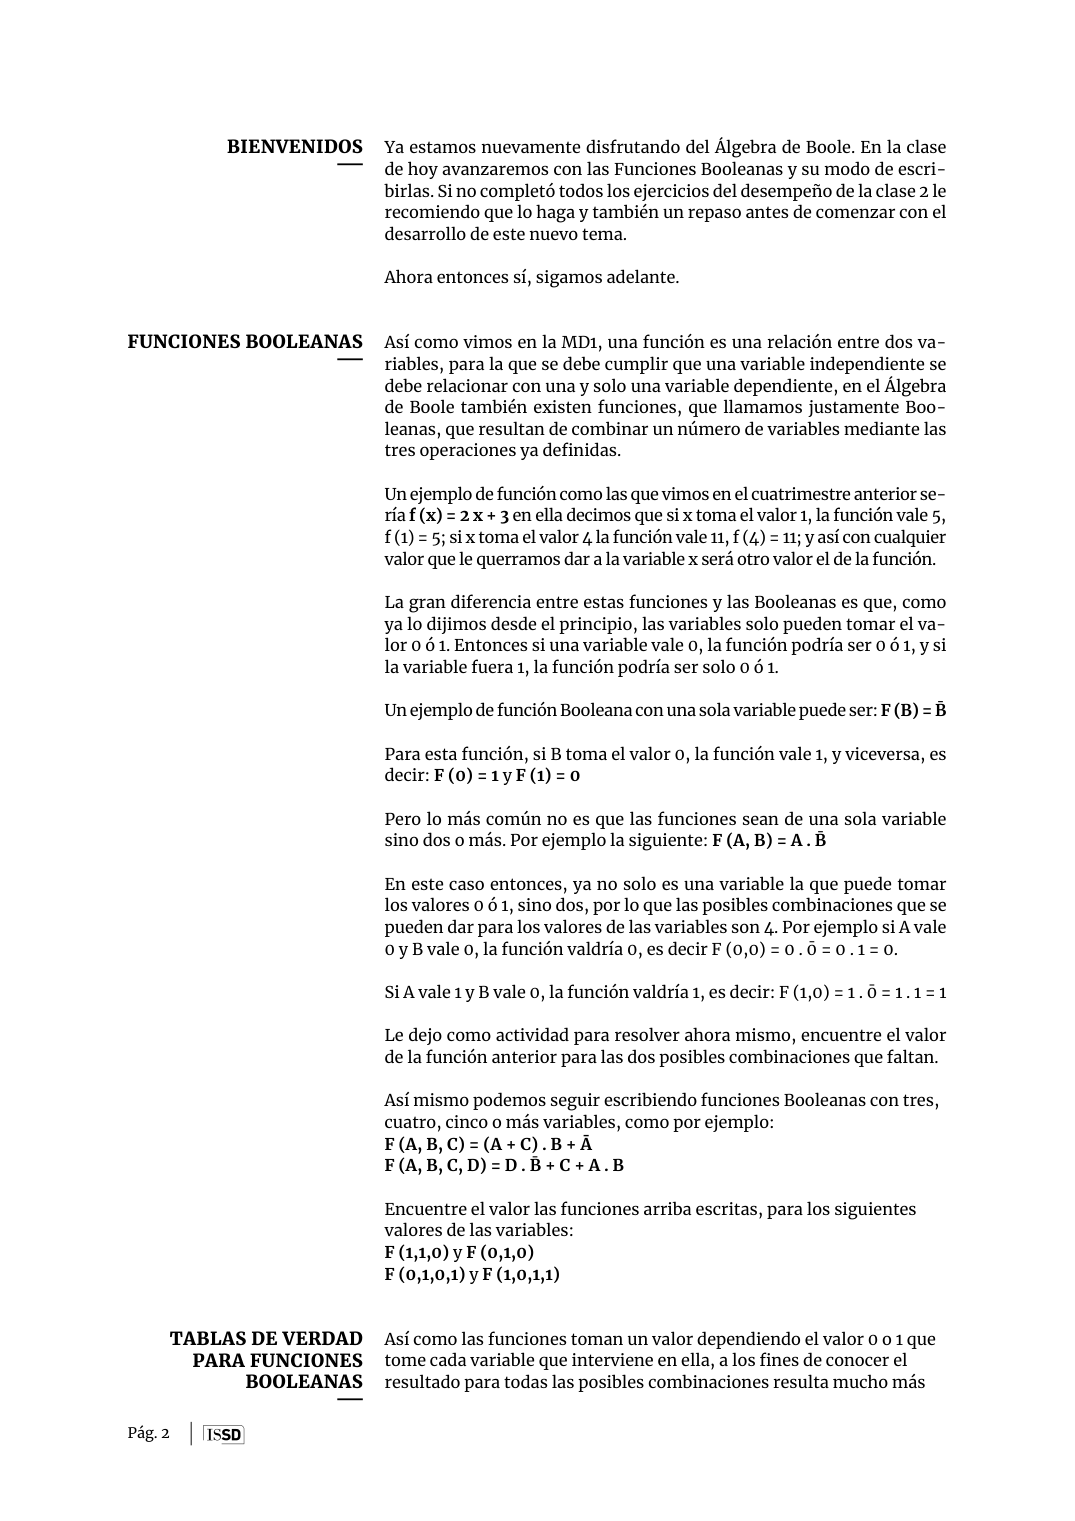 BIENVENIDOS
Ya estamos nuevamente disfrutando del Álgebra de Boole. En la clase
de hoy avanzaremos con las Funciones Booleanas y su modo de escri-
birlas. Si no completó todos los ejercicios del desempeño de la clase 2 le
recomiendo que lo haga y también un repaso antes de comenzar con el
desarrollo de este nuevo tema.
Ahora entonces sí, sigamos adelante.
FUNCIONES BOOLEANAS
Así como vimos en la MD1, una función es una relación entre dos va-
riables, para la que se debe cumplir que una variable independiente se
debe relacionar con una y solo una variable dependiente, en el Álgebra
de Boole también existen funciones, que llamamos justamente Boo-
leanas, que resultan de combinar un número de variables mediante las
tres operaciones ya definidas.
Un ejemplo de función como las que vimos en el cuatrimestre anterior se-
ría f (x) = 2 x + 3 en ella decimos que si x toma el valor 1, la función vale 5,
f (1) = 5; si x toma el valor 4 la función vale 11, f (4) = 11; y así con cualquier
valor que le querramos dar a la variable x será otro valor el de la función.
La gran diferencia entre estas funciones y las Booleanas es que, como
ya lo dijimos desde el principio, las variables solo pueden tomar el va-
lor 0 ó 1. Entonces si una variable vale 0, la función podría ser 0 ó 1, y si
la variable fuera 1, la función podría ser solo 0 ó 1.
Un ejemplo de función Booleana con una sola variable puede ser: F (B) = B̄
Para esta función, si B toma el valor 0, la función vale 1, y viceversa, es
decir: F (0) = 1 y F (1) = 0
Pero lo más común no es que las funciones sean de una sola variable
sino dos o más. Por ejemplo la siguiente: F (A, B) = A . B̄
En este caso entonces, ya no solo es una variable la que puede tomar
los valores 0 ó 1, sino dos, por lo que las posibles combinaciones que se
pueden dar para los valores de las variables son 4. Por ejemplo si A vale
0 y B vale 0, la función valdría 0, es decir F (0,0) = 0 . 0̄ = 0 . 1 = 0.
Si A vale 1 y B vale 0, la función valdría 1, es decir: F (1,0) = 1 . 0̄ = 1 . 1 = 1
Le dejo como actividad para resolver ahora mismo, encuentre el valor
de la función anterior para las dos posibles combinaciones que faltan.
Así mismo podemos seguir escribiendo funciones Booleanas con tres,
cuatro, cinco o más variables, como por ejemplo:
F (A, B, C) = (A + C) . B + Ā
F (A, B, C, D) = D . B̄ + C + A . B
Encuentre el valor las funciones arriba escritas, para los siguientes
valores de las variables:
F (1,1,0) y F (0,1,0)
F (0,1,0,1) y F (1,0,1,1)
TABLAS DE VERDAD
PARA FUNCIONES
BOOLEANAS
Así como las funciones toman un valor dependiendo el valor 0 o 1 que
tome cada variable que interviene en ella, a los fines de conocer el
resultado para todas las posibles combinaciones resulta mucho más
Pág. 2
ISSD